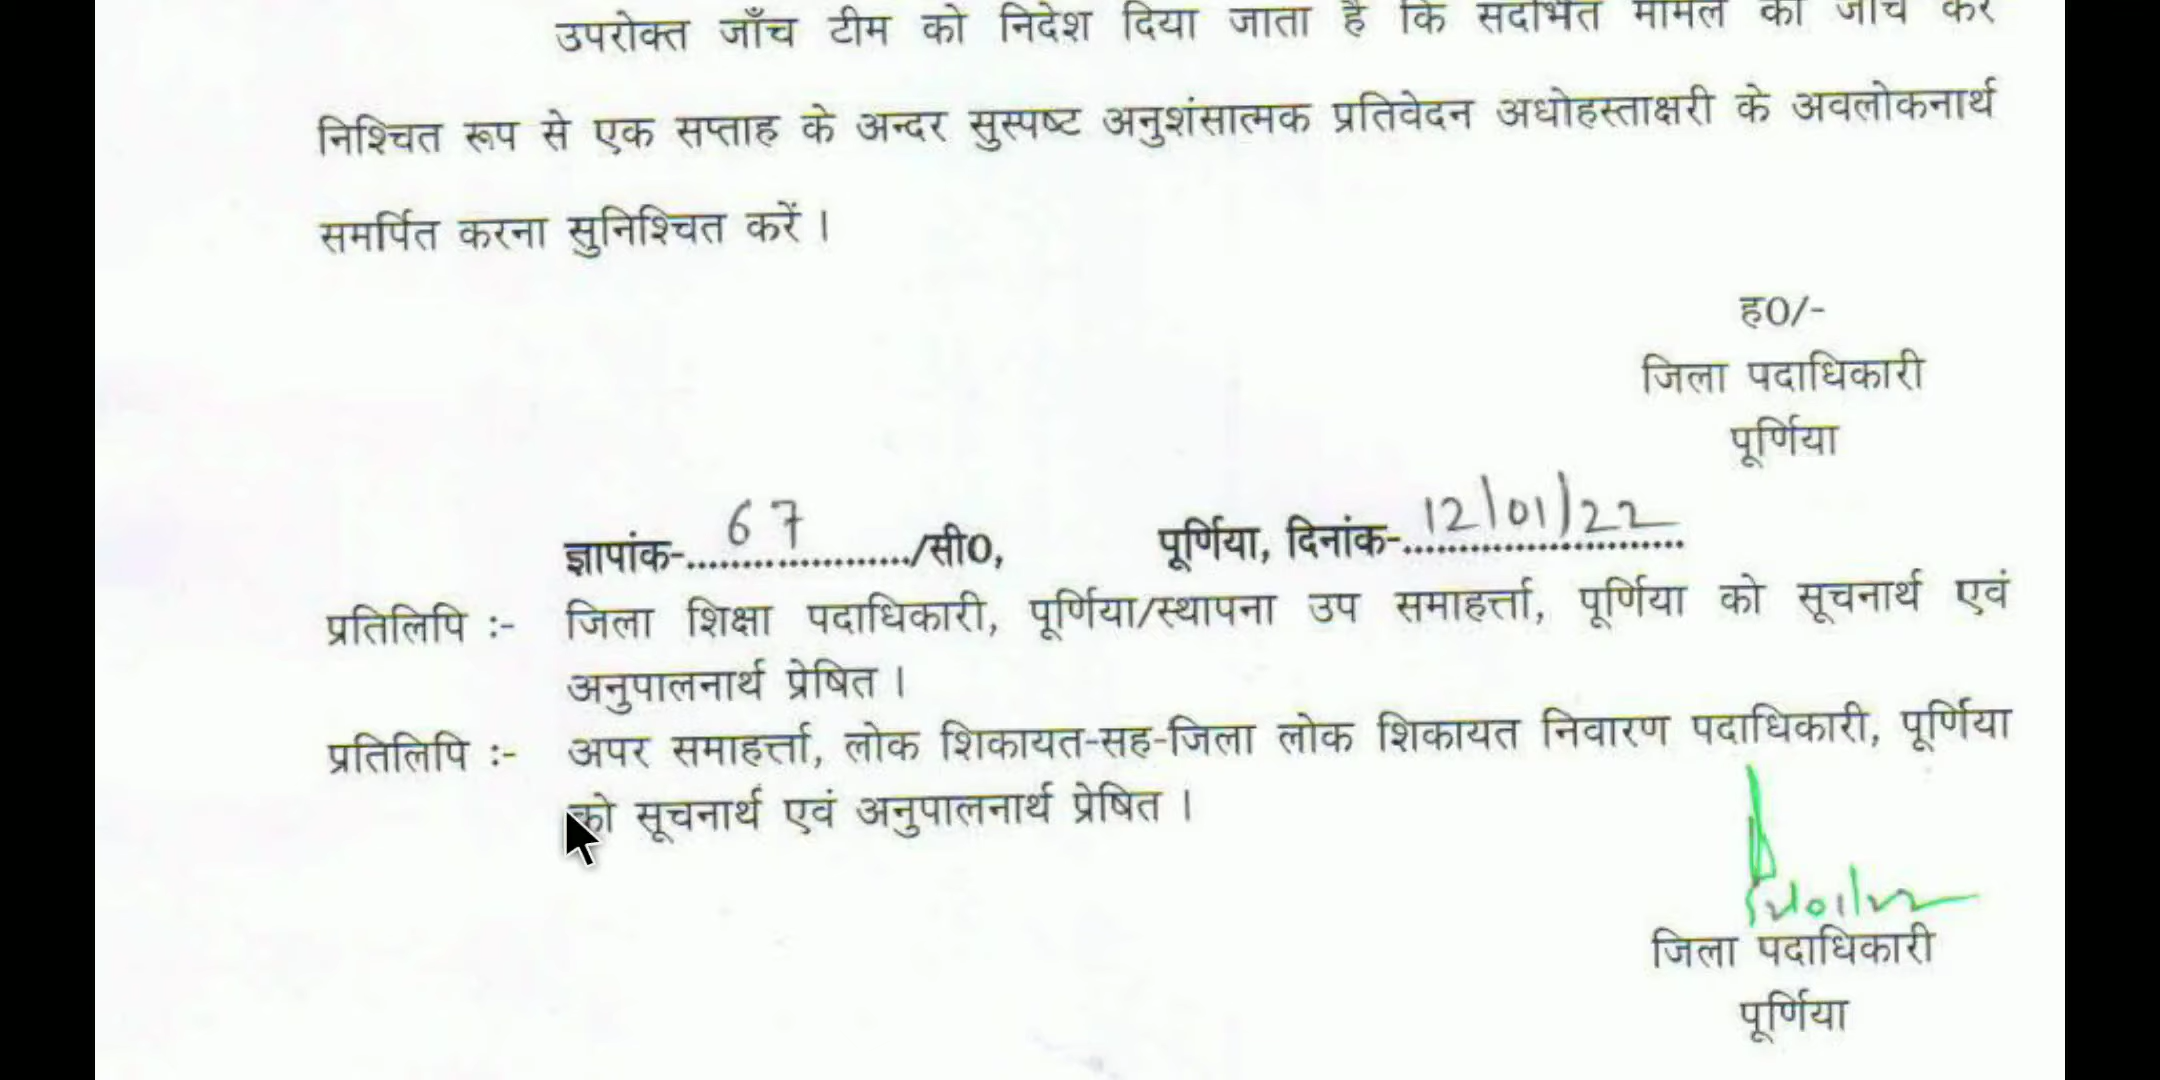 उपरोक्त जाँच टीम को निदेश दिया जाता है कि संदर्भित मामले की जाँच कर
निश्चित रूप से एक सप्ताह के अन्दर सुस्पष्ट अनुशंसात्मक प्रतिवेदन अधोहस्ताक्षरी के अवलोकनार्थ
समर्पित करना सुनिश्चित करें ।
ह0/-
जिला पदाधिकारी
पूर्णिया
ज्ञापांक-.....67...../सी0, पूर्णिया, दिनांक-12/01/22
प्रतिलिपि :- जिला शिक्षा पदाधिकारी, पूर्णिया/स्थापना उप समाहर्त्ता, पूर्णिया को सूचनार्थ एवं
अनुपालनार्थ प्रेषित ।
प्रतिलिपि :- अपर समाहर्त्ता, लोक शिकायत-सह-जिला लोक शिकायत निवारण पदाधिकारी, पूर्णिया
को सूचनार्थ एवं अनुपालनार्थ प्रेषित ।
जिला पदाधिकारी
पूर्णिया